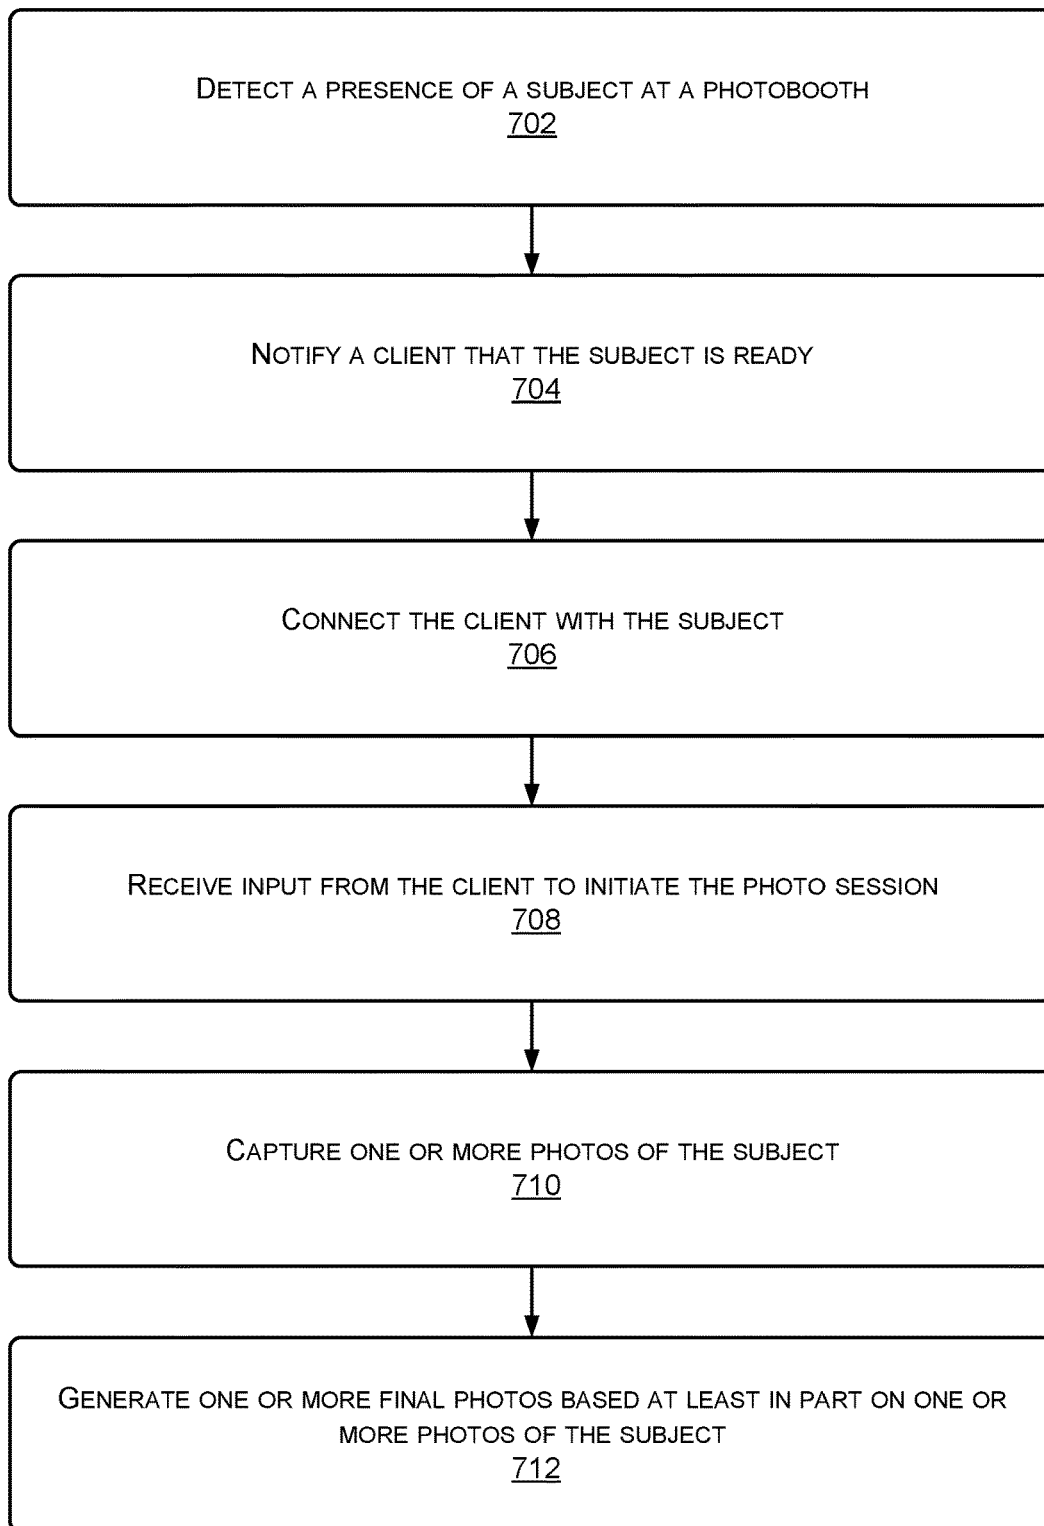 DETECT A PRESENCE OF A SUBJECT AT A PHOTOBOOTH
702
NOTIFY A CLIENT THAT THE SUBJECT IS READY
704
CONNECT THE CLIENT WITH THE SUBJECT
706
RECEIVE INPUT FROM THE CLIENT TO INITIATE THE PHOTO SESSION
708
CAPTURE ONE OR MORE PHOTOS OF THE SUBJECT
710
GENERATE ONE OR MORE FINAL PHOTOS BASED AT LEAST IN PART ON ONE OR
MORE PHOTOS OF THE SUBJECT
712